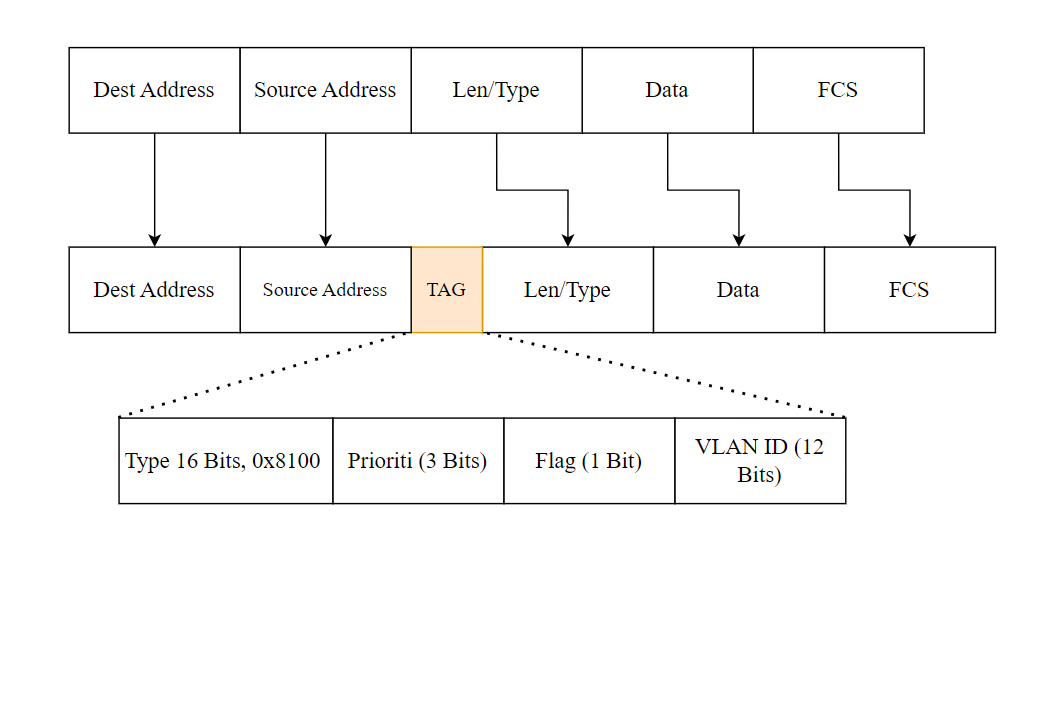 Dest Address
Source Address
Len/Type
Data
FCS
Dest Address
Source Address
TAG
Len/Type
Data
FCS
Type 16 Bits, 0x8100
Prioriti (3 Bits)
Flag (1 Bit)
VLAN ID (12
Bits)